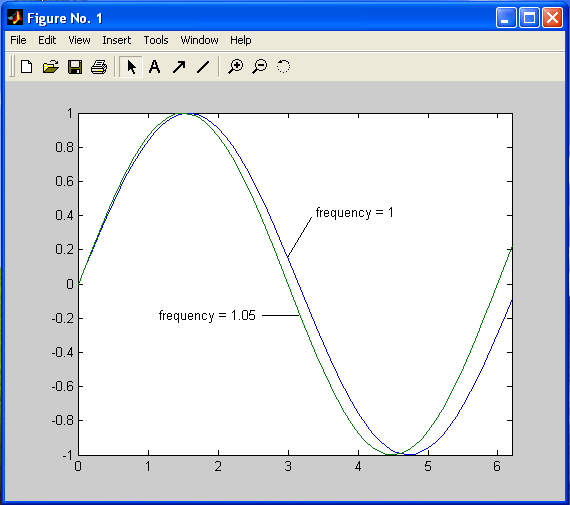 Figure No. 1
File Edit View Insert Tools Window Help
A
1
0.8
0.6
0.4
0.2
0
-0.2
-0.4
-0.6
-0.8
-1
frequency = 1
frequency = 1.05
0 1 2 3 4 5 6